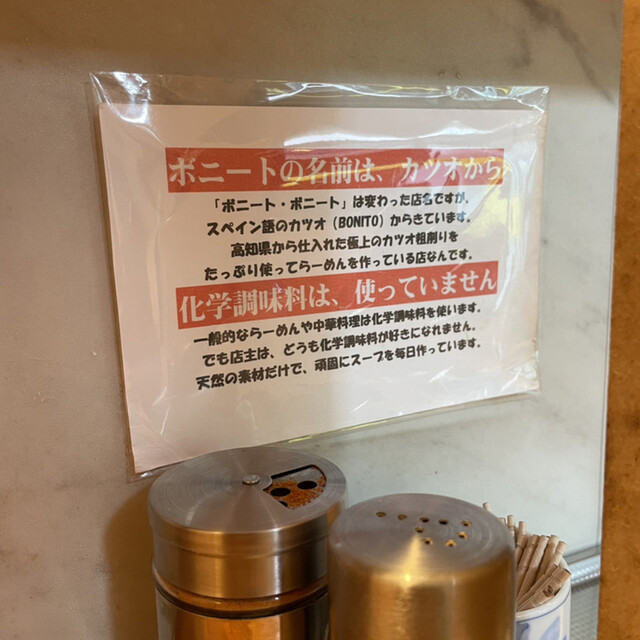 ボニートの名前は、カツオから
「ボニート・ボニート」は変わった店名ですが、
スペイン語のカツオ（BONITO）からきています。
高知県から仕入れた極上のカツオ粗削りを
たっぷり使ってらーめんを作っている店なんです。
化学調味料は、使っていません
一般的ならーめんや中華料理は化学調味料を使います。
でも店主は、どうも化学調味料が好きになれません。
天然の素材だけで、頑固にスープを毎日作っています。